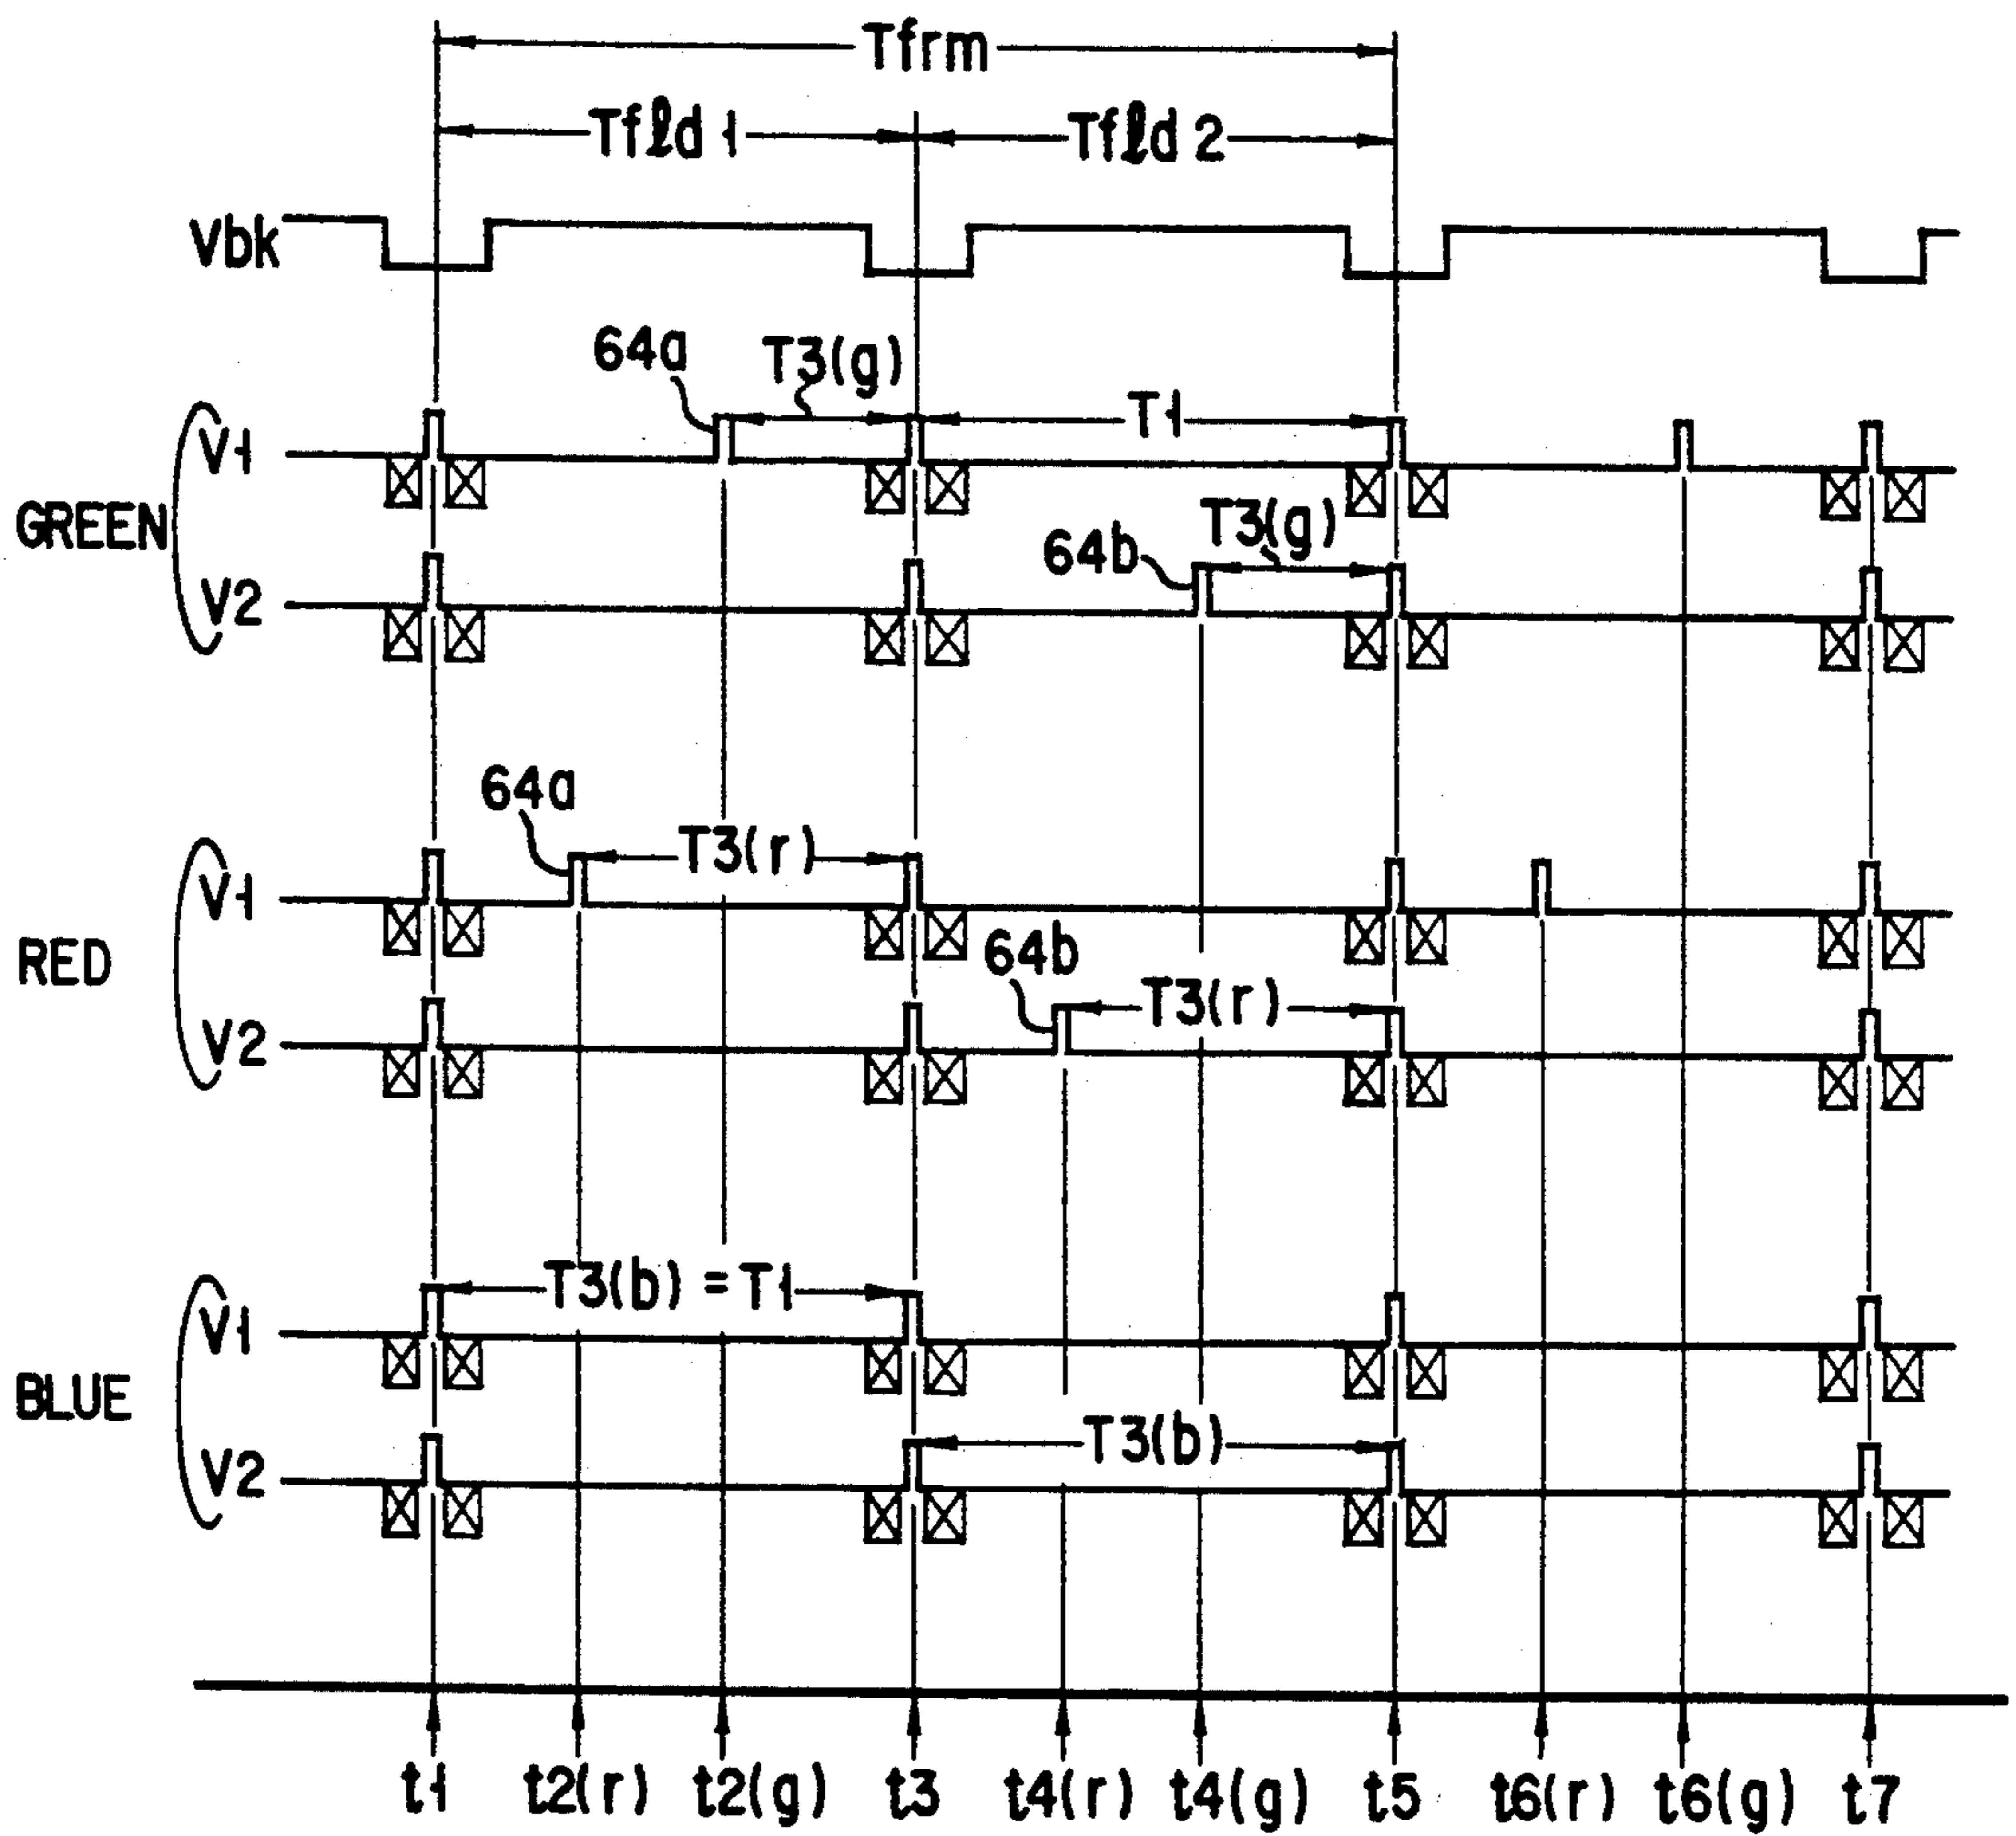 Tfrm
Tfld 1
Tfld 2
Vbk
64a
T3(g)
T1
GREEN
V1
T3(g)
64b
V2
64a
T3(r)
RED
V1
64b
T3(r)
V2
T3(b) = T1
BLUE
V1
T3(b)
V2
t1
t2(r)
t2(g)
t3
t4(r)
t4(g)
t5
t6(r)
t6(g)
t7